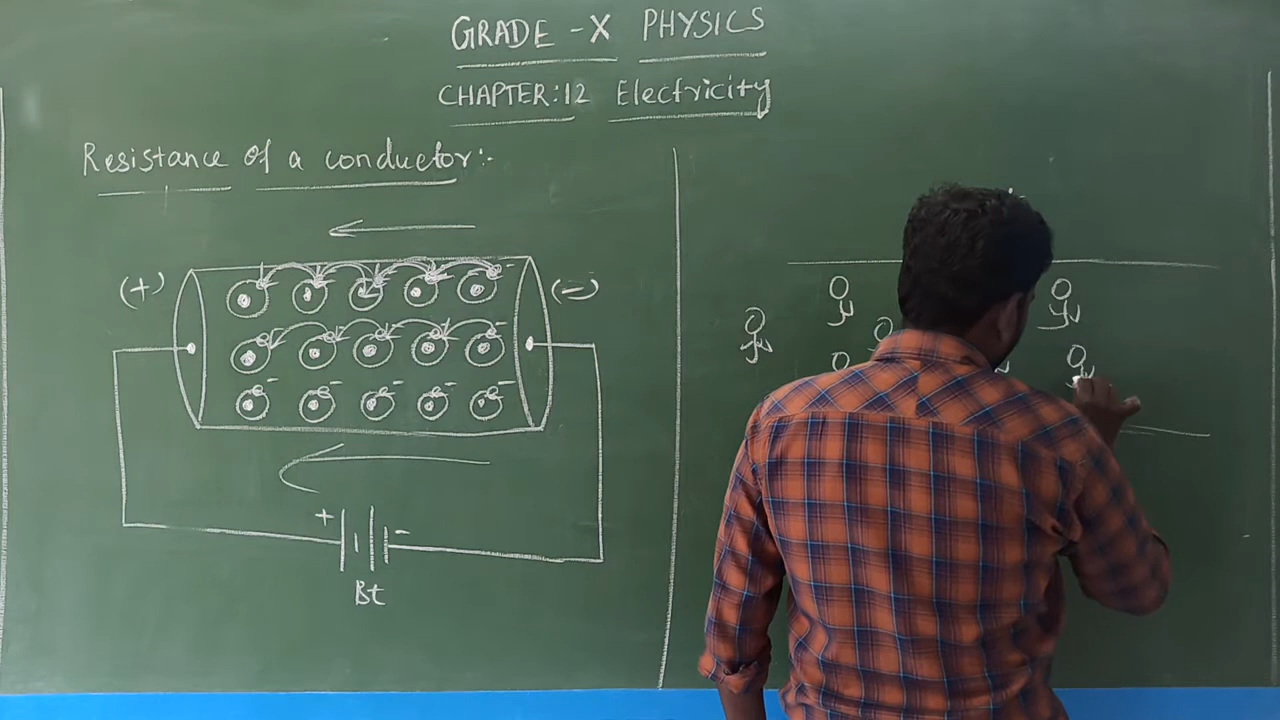 GRADE - X PHYSICS
CHAPTER:12 Electricity
Resistance of a conductor:-
(+) (-)
e- e- e- e- e-
e- e- e- e- e-
e- e- e- e- e-
+ -
Bt